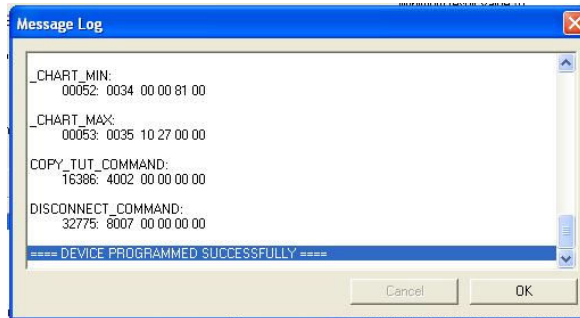 Message Log
_CHART_MIN:
00052: 0034 00 00 81 00
_CHART_MAX:
00053: 0035 10 27 00 00
COPY_TUT_COMMAND:
16386: 4002 00 00 00 00
DISCONNECT_COMMAND:
32775: 8007 00 00 00 00
==== DEVICE PROGRAMMED SUCCESSFULLY ====
Cancel
OK